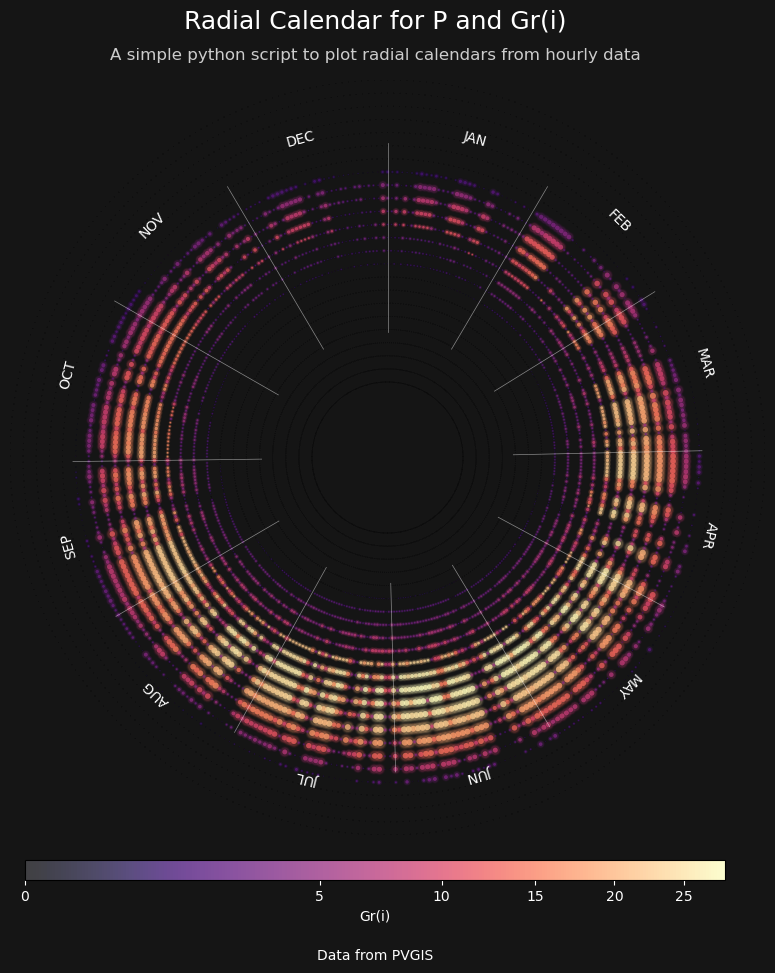 Radial Calendar for P and Gr(i)
A simple python script to plot radial calendars from hourly data
DEC
JAN
NOV
FEB
OCT
MAR
SEP
APR
AUG
MAY
JUL
JUN
0 5 10 15 20 25
Gr(i)
Data from PVGIS